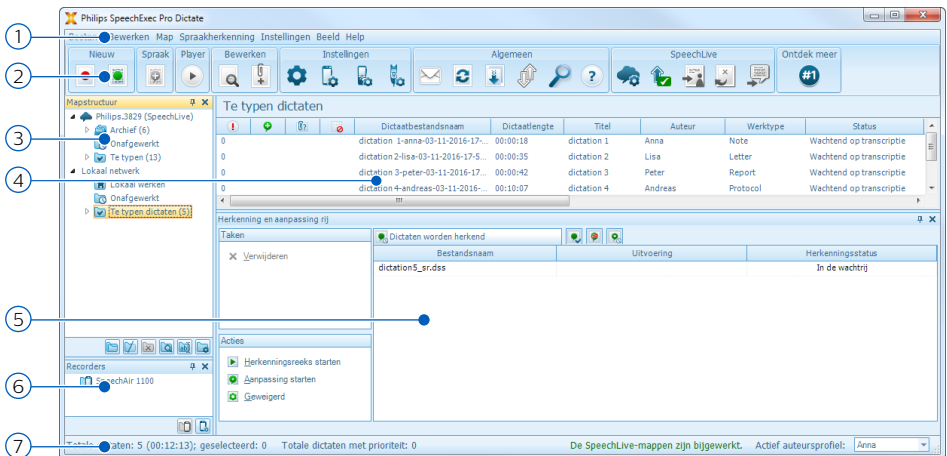 Philips SpeechExec Pro Dictate
1 Bewerken Map Spraakherkenning Instellingen Beeld Help
Nieuw Spraak Player Bewerken Instellingen Algemeen SpeechLive Ontdek meer
2 #1
Mapstructuur
Te typen dictaten
Philips.3829 (SpeechLive)
Archief (6)
3 Onafgewerkt
Te typen (13)
Lokaal netwerk
Lokaal werken
Onafgewerkt
Te typen dictaten (5)
Dictaatbestandsnaam Dictaatlengte Titel Auteur Werktype Status
0 dictation 1-anna-03-11-2016-17-... 00:00:18 dictation 1 Anna Note Wachtend op transcriptie
0 dictation 2-lisa-03-11-2016-17-5... 00:00:35 dictation 2 Lisa Letter Wachtend op transcriptie
4 0 dictation 3-peter-03-11-2016-... 00:00:42 dictation 3 Peter Report Wachtend op transcriptie
0 dictation 4-andreas-03-11-2016-... 00:10:07 dictation 4 Andreas Protocol Wachtend op transcriptie
Herkenning en aanpassing rij
Taken
Verwijderen
Dictaten worden herkend
Bestandsnaam Uitvoering Herkenningsstatus
dictation5_sr.dss In de wachtrij
5
Acties
Herkenningsreeks starten
Aanpassing starten
Geweigerd
Recorders
6 SpeechAir 1100
7 Totale dictaten: 5 (00:12:13); geselecteerd: 0 Totale dictaten met prioriteit: 0 De SpeechLive-mappen zijn bijgewerkt. Actief auteursprofiel: Anna